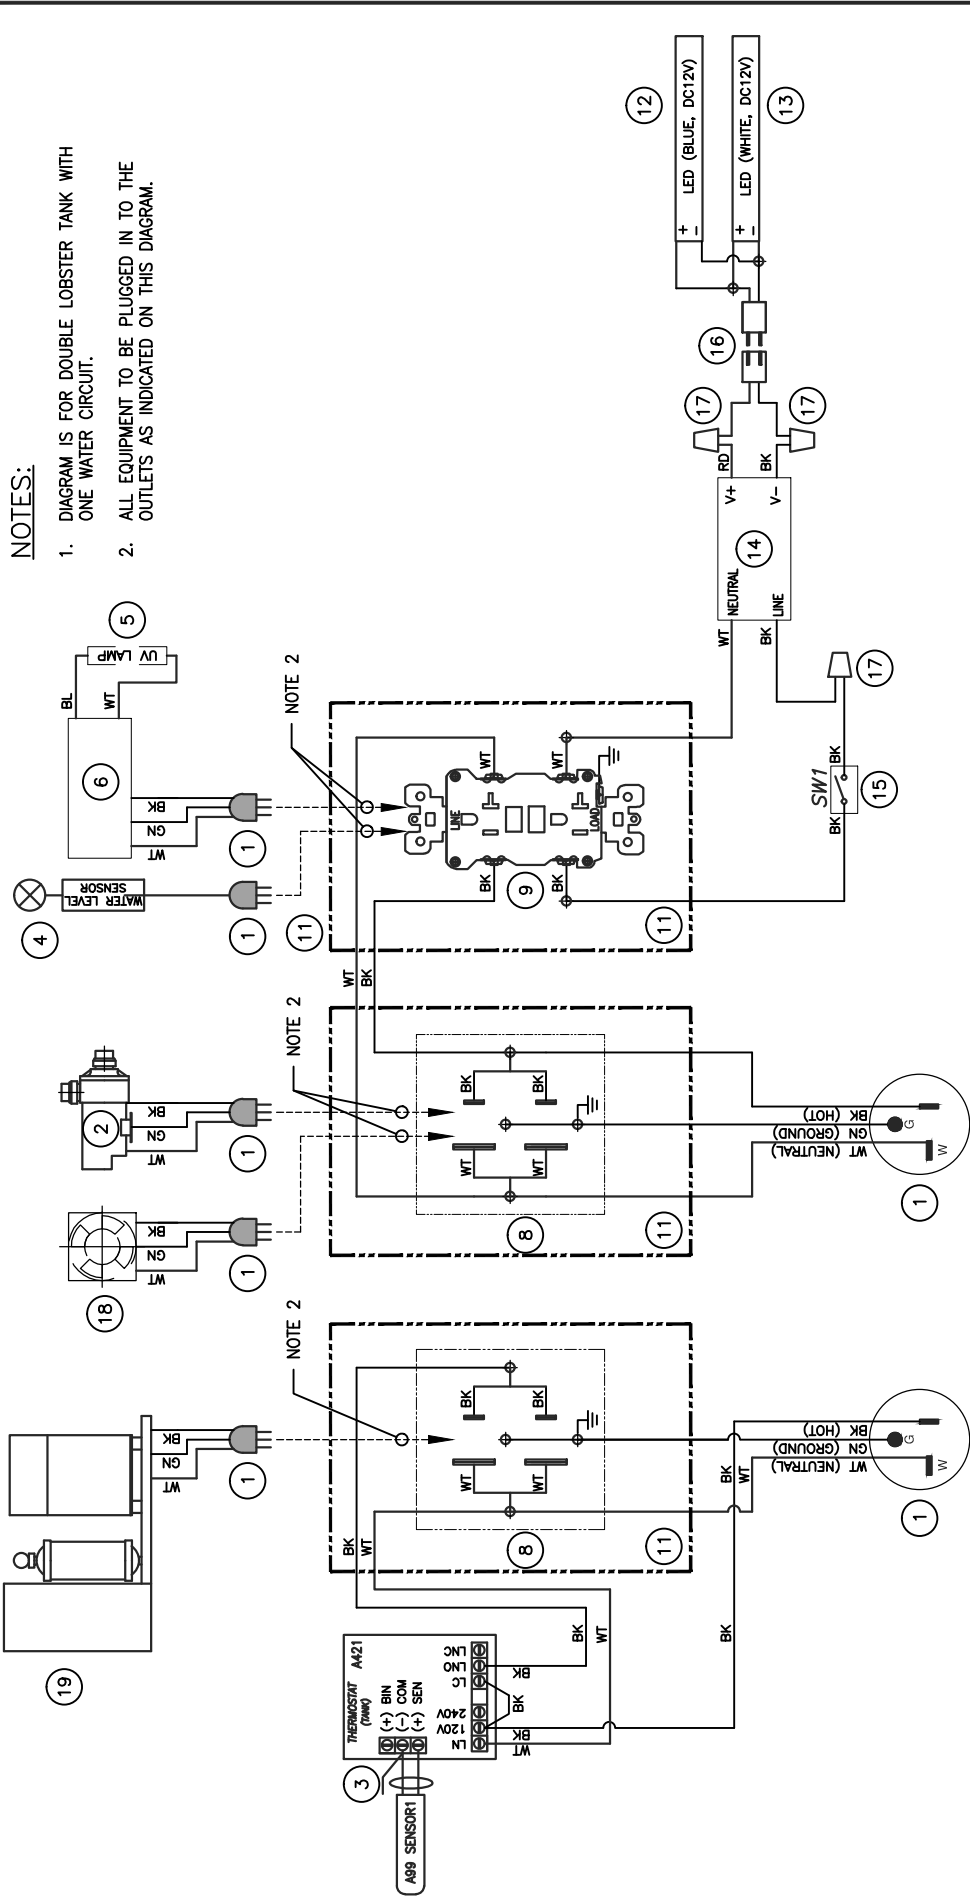 NOTES:
1. DIAGRAM IS FOR DOUBLE LOBSTER TANK WITH
ONE WATER CIRCUIT.
2. ALL EQUIPMENT TO BE PLUGGED IN TO THE
OUTLETS AS INDICATED ON THIS DIAGRAM.
19
WT
GN
BK
1
18
WT
GN
BK
1
2
WT
GN
BK
1
4
WATER LEVEL
SENSOR
1
6
WT
GN
BK
1
BL
WT
UV LAMP
5
NOTE 2
NOTE 2
NOTE 2
11
A99 SENSOR1
3
THERMOSTAT
(TANK)
A421
(+) BIN
(-) COM
(+) SEN
LN
120V
240V
LC
LNO
LNC
WT
BK
BK
BK
BK
WT
BK
BK
WT
BK
BK
WT
WT
8
11
BK
WT
WT (NEUTRAL)
GN (GROUND)
BK (HOT)
W
G
1
BK
BK
WT
WT
8
11
WT (NEUTRAL)
GN (GROUND)
BK (HOT)
W
G
1
WT
BK
LINE
LOAD
WT
WT
BK
BK
9
11
WT
BK
NEUTRAL
LINE
14
V+
V-
RD
BK
17
17
16
17
SW1
BK
BK
15
+
-
LED (BLUE, DC12V)
12
+
-
LED (WHITE, DC12V)
13